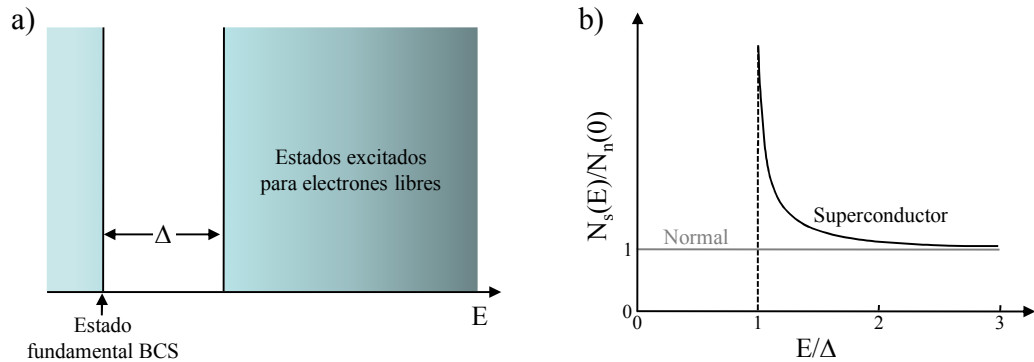 a)
Estados excitados
para electrones libres
Δ
E
Estado
fundamental BCS
b)
N_s(E)/N_n(0)
Superconductor
Normal
1
0
0
1
2
3
E/Δ